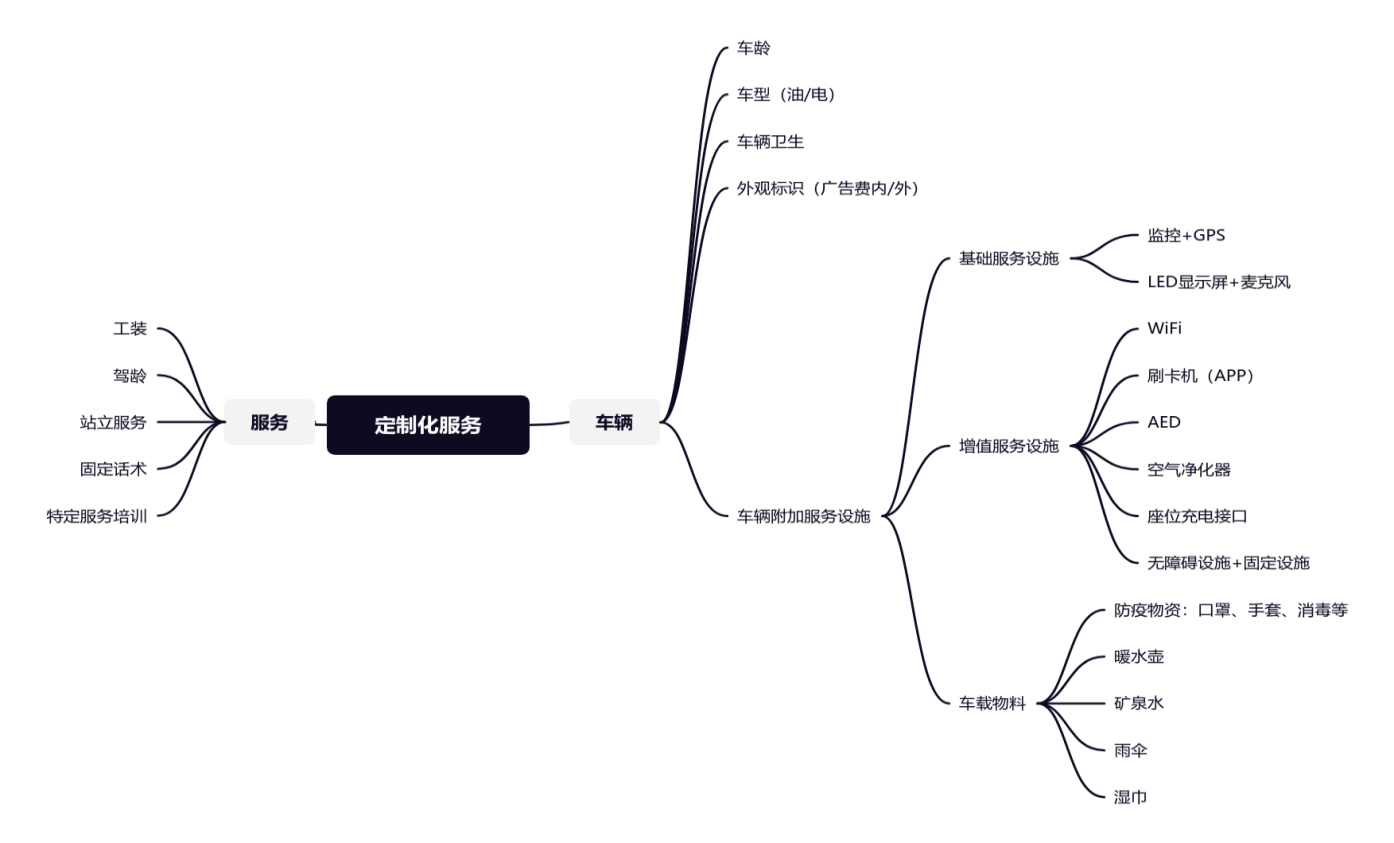 定制化服务
服务
工装
驾龄
站立服务
固定话术
特定服务培训
车辆
车龄
车型（油/电）
车辆卫生
外观标识（广告费内/外）
车辆附加服务设施
基础服务设施
监控+GPS
LED显示屏+麦克风
增值服务设施
WiFi
刷卡机（APP）
AED
空气净化器
座位充电接口
无障碍设施+固定设施
车载物料
防疫物资：口罩、手套、消毒等
暖水壶
矿泉水
雨伞
湿巾